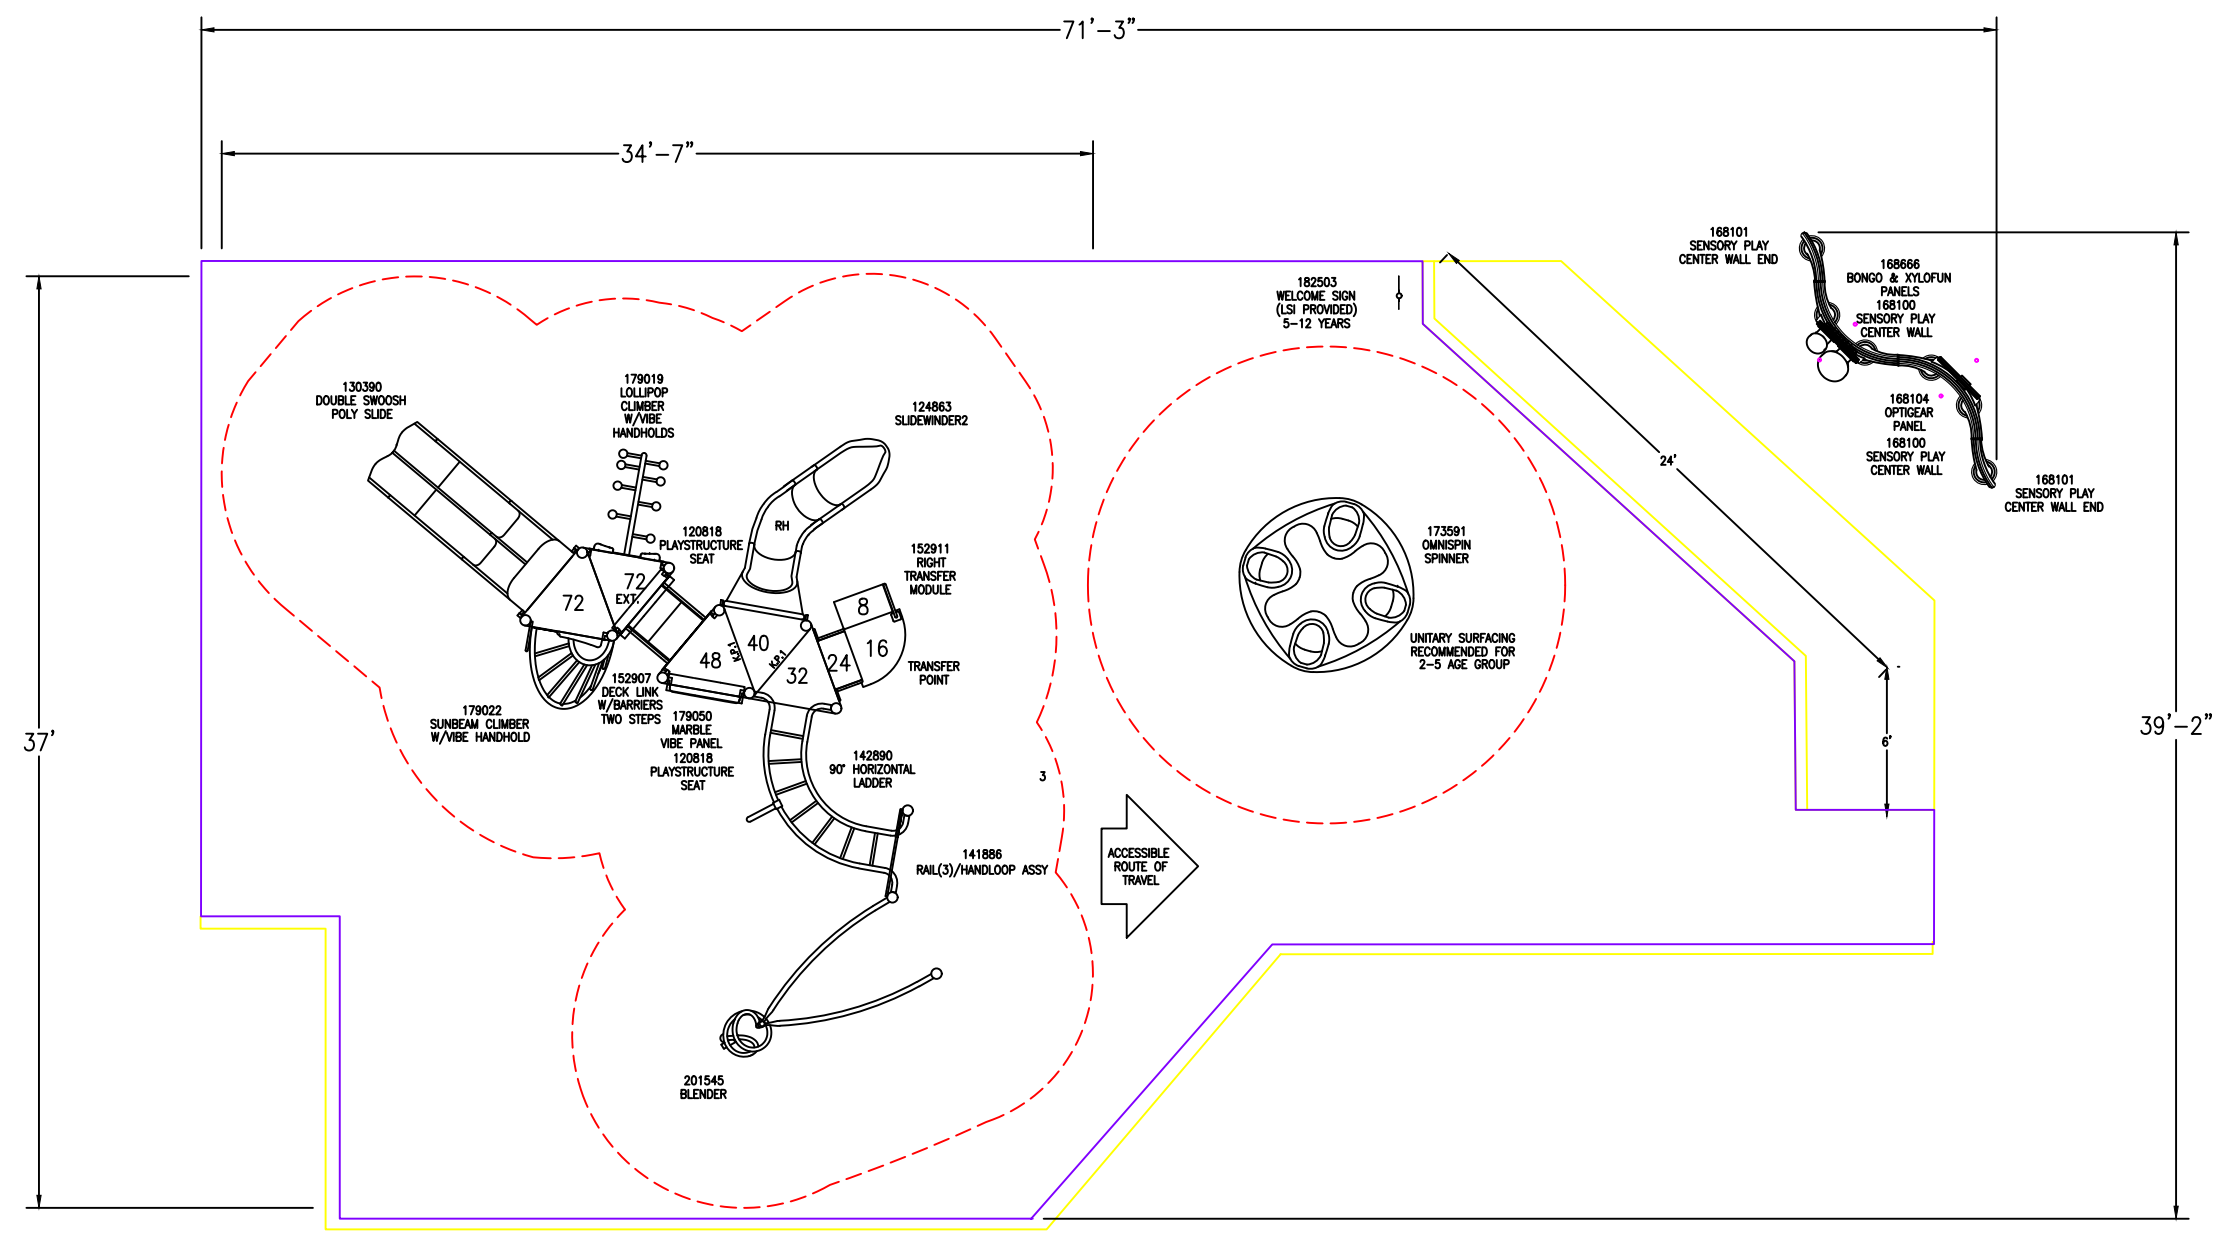 71'-3"
34'-7"
37'
39'-2"
24'
6'
168101
SENSORY PLAY
CENTER WALL END
168666
BONGO & XYLOFUN
PANELS
168100
SENSORY PLAY
CENTER WALL
182503
WELCOME SIGN
(LSI PROVIDED)
5-12 YEARS
168104
OPTIGEAR
PANEL
168100
SENSORY PLAY
CENTER WALL
168101
SENSORY PLAY
CENTER WALL END
130390
DOUBLE SWOOSH
POLY SLIDE
179019
LOLLIPOP
CLIMBER
W/VIBE
HANDHOLDS
124863
SLIDEWINDER2
RH
120818
PLAYSTRUCTURE
SEAT
152911
RIGHT
TRANSFER
MODULE
173591
OMNISPIN
SPINNER
72
72
EXT.
48
40
32
24
16
8
K.P.1
K.P.1
TRANSFER
POINT
UNITARY SURFACING
RECOMMENDED FOR
2-5 AGE GROUP
179022
SUNBEAM CLIMBER
W/VIBE HANDHOLD
152907
DECK LINK
W/BARRIERS
TWO STEPS
179050
MARBLE
VIBE PANEL
120818
PLAYSTRUCTURE
SEAT
142890
90° HORIZONTAL
LADDER
3
141886
RAIL(3)/HANDLOOP ASSY
ACCESSIBLE
ROUTE OF
TRAVEL
201545
BLENDER